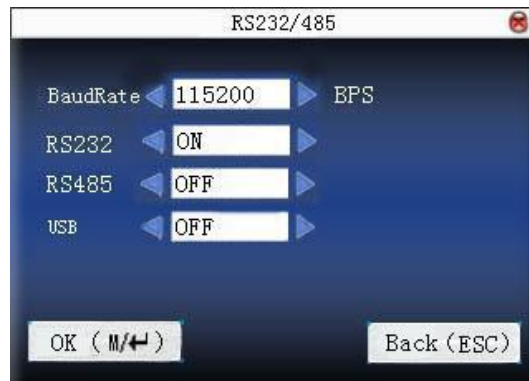 RS232/485
BaudRate 115200 BPS
RS232 ON
RS485 OFF
USB OFF
OK (M/↵) Back(ESC)